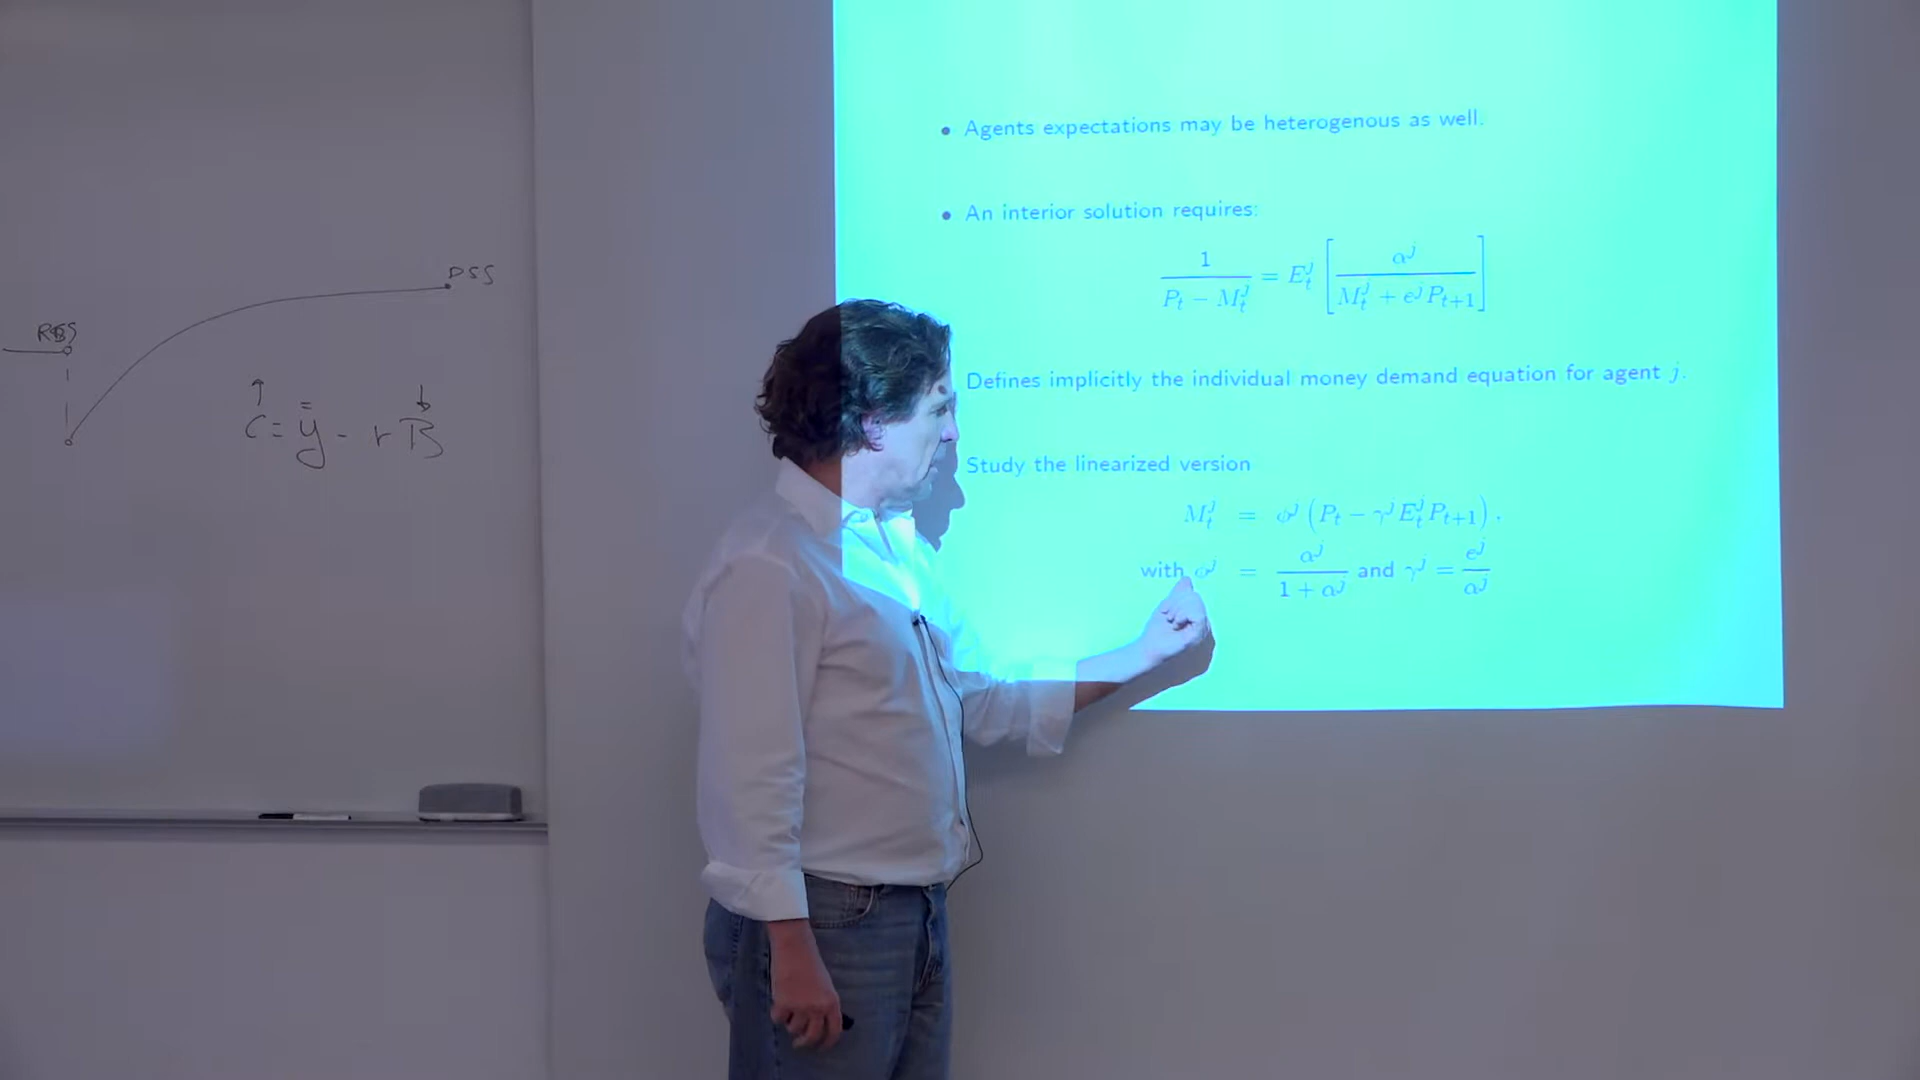 RSS
DSS
C = y - r B
• Agents expectations may be heterogenous as well.
• An interior solution requires:
1 / (P_t − M_t^j) = E_t^j [ α^j / (M_t^j + e^j P_{t+1}) ]
Defines implicitly the individual money demand equation for agent j.
Study the linearized version
M_t^j = φ^j (P_t − γ^j E_t^j P_{t+1}).
with φ^j = α^j / (1 + α^j) and γ^j = e^j / α^j